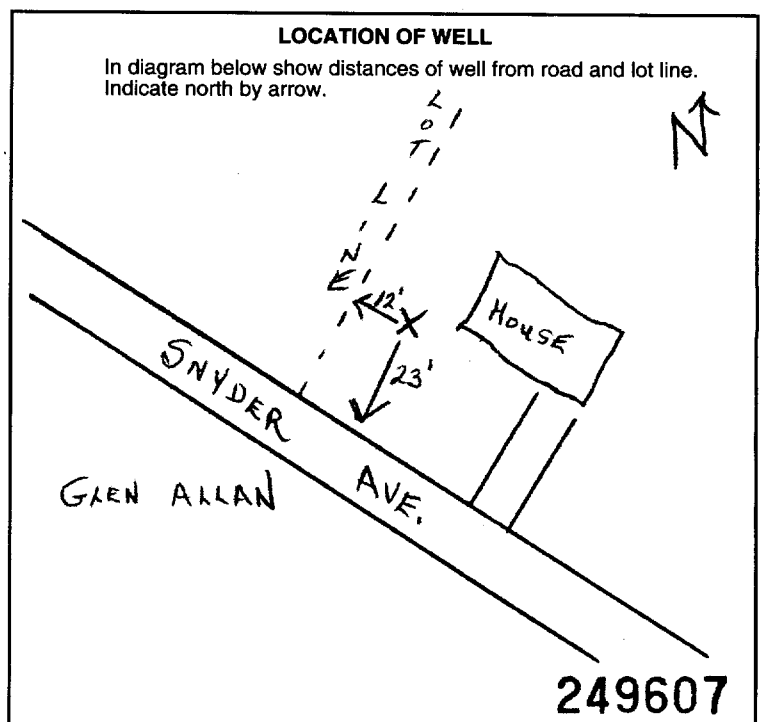 LOCATION OF WELL
In diagram below show distances of well from road and lot line.
Indicate north by arrow.
N
LOT LINE
12'
X
HOUSE
23'
SNYDER AVE.
GLEN ALLAN
249607